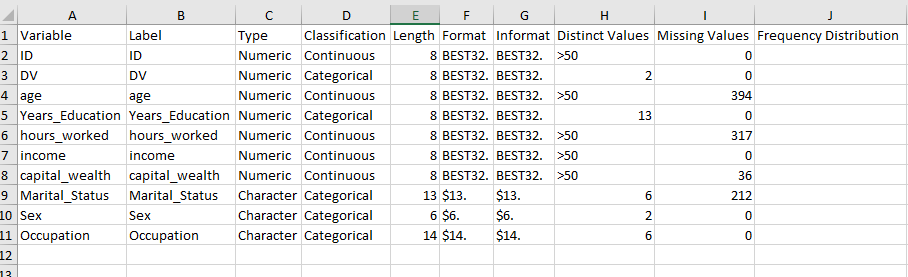 A B C D E F G H I J
1 Variable Label Type Classification Length Format Informat Distinct Values Missing Values Frequency Distribution
2 ID ID Numeric Continuous 8 BEST32. BEST32. >50 0
3 DV DV Numeric Categorical 8 BEST32. BEST32. 2 0
4 age age Numeric Continuous 8 BEST32. BEST32. >50 394
5 Years_Education Years_Education Numeric Categorical 8 BEST32. BEST32. 13 0
6 hours_worked hours_worked Numeric Continuous 8 BEST32. BEST32. >50 317
7 income income Numeric Continuous 8 BEST32. BEST32. >50 0
8 capital_wealth capital_wealth Numeric Continuous 8 BEST32. BEST32. >50 36
9 Marital_Status Marital_Status Character Categorical 13 $13. $13. 6 212
10 Sex Sex Character Categorical 6 $6. $6. 2 0
11 Occupation Occupation Character Categorical 14 $14. $14. 6 0
12
13